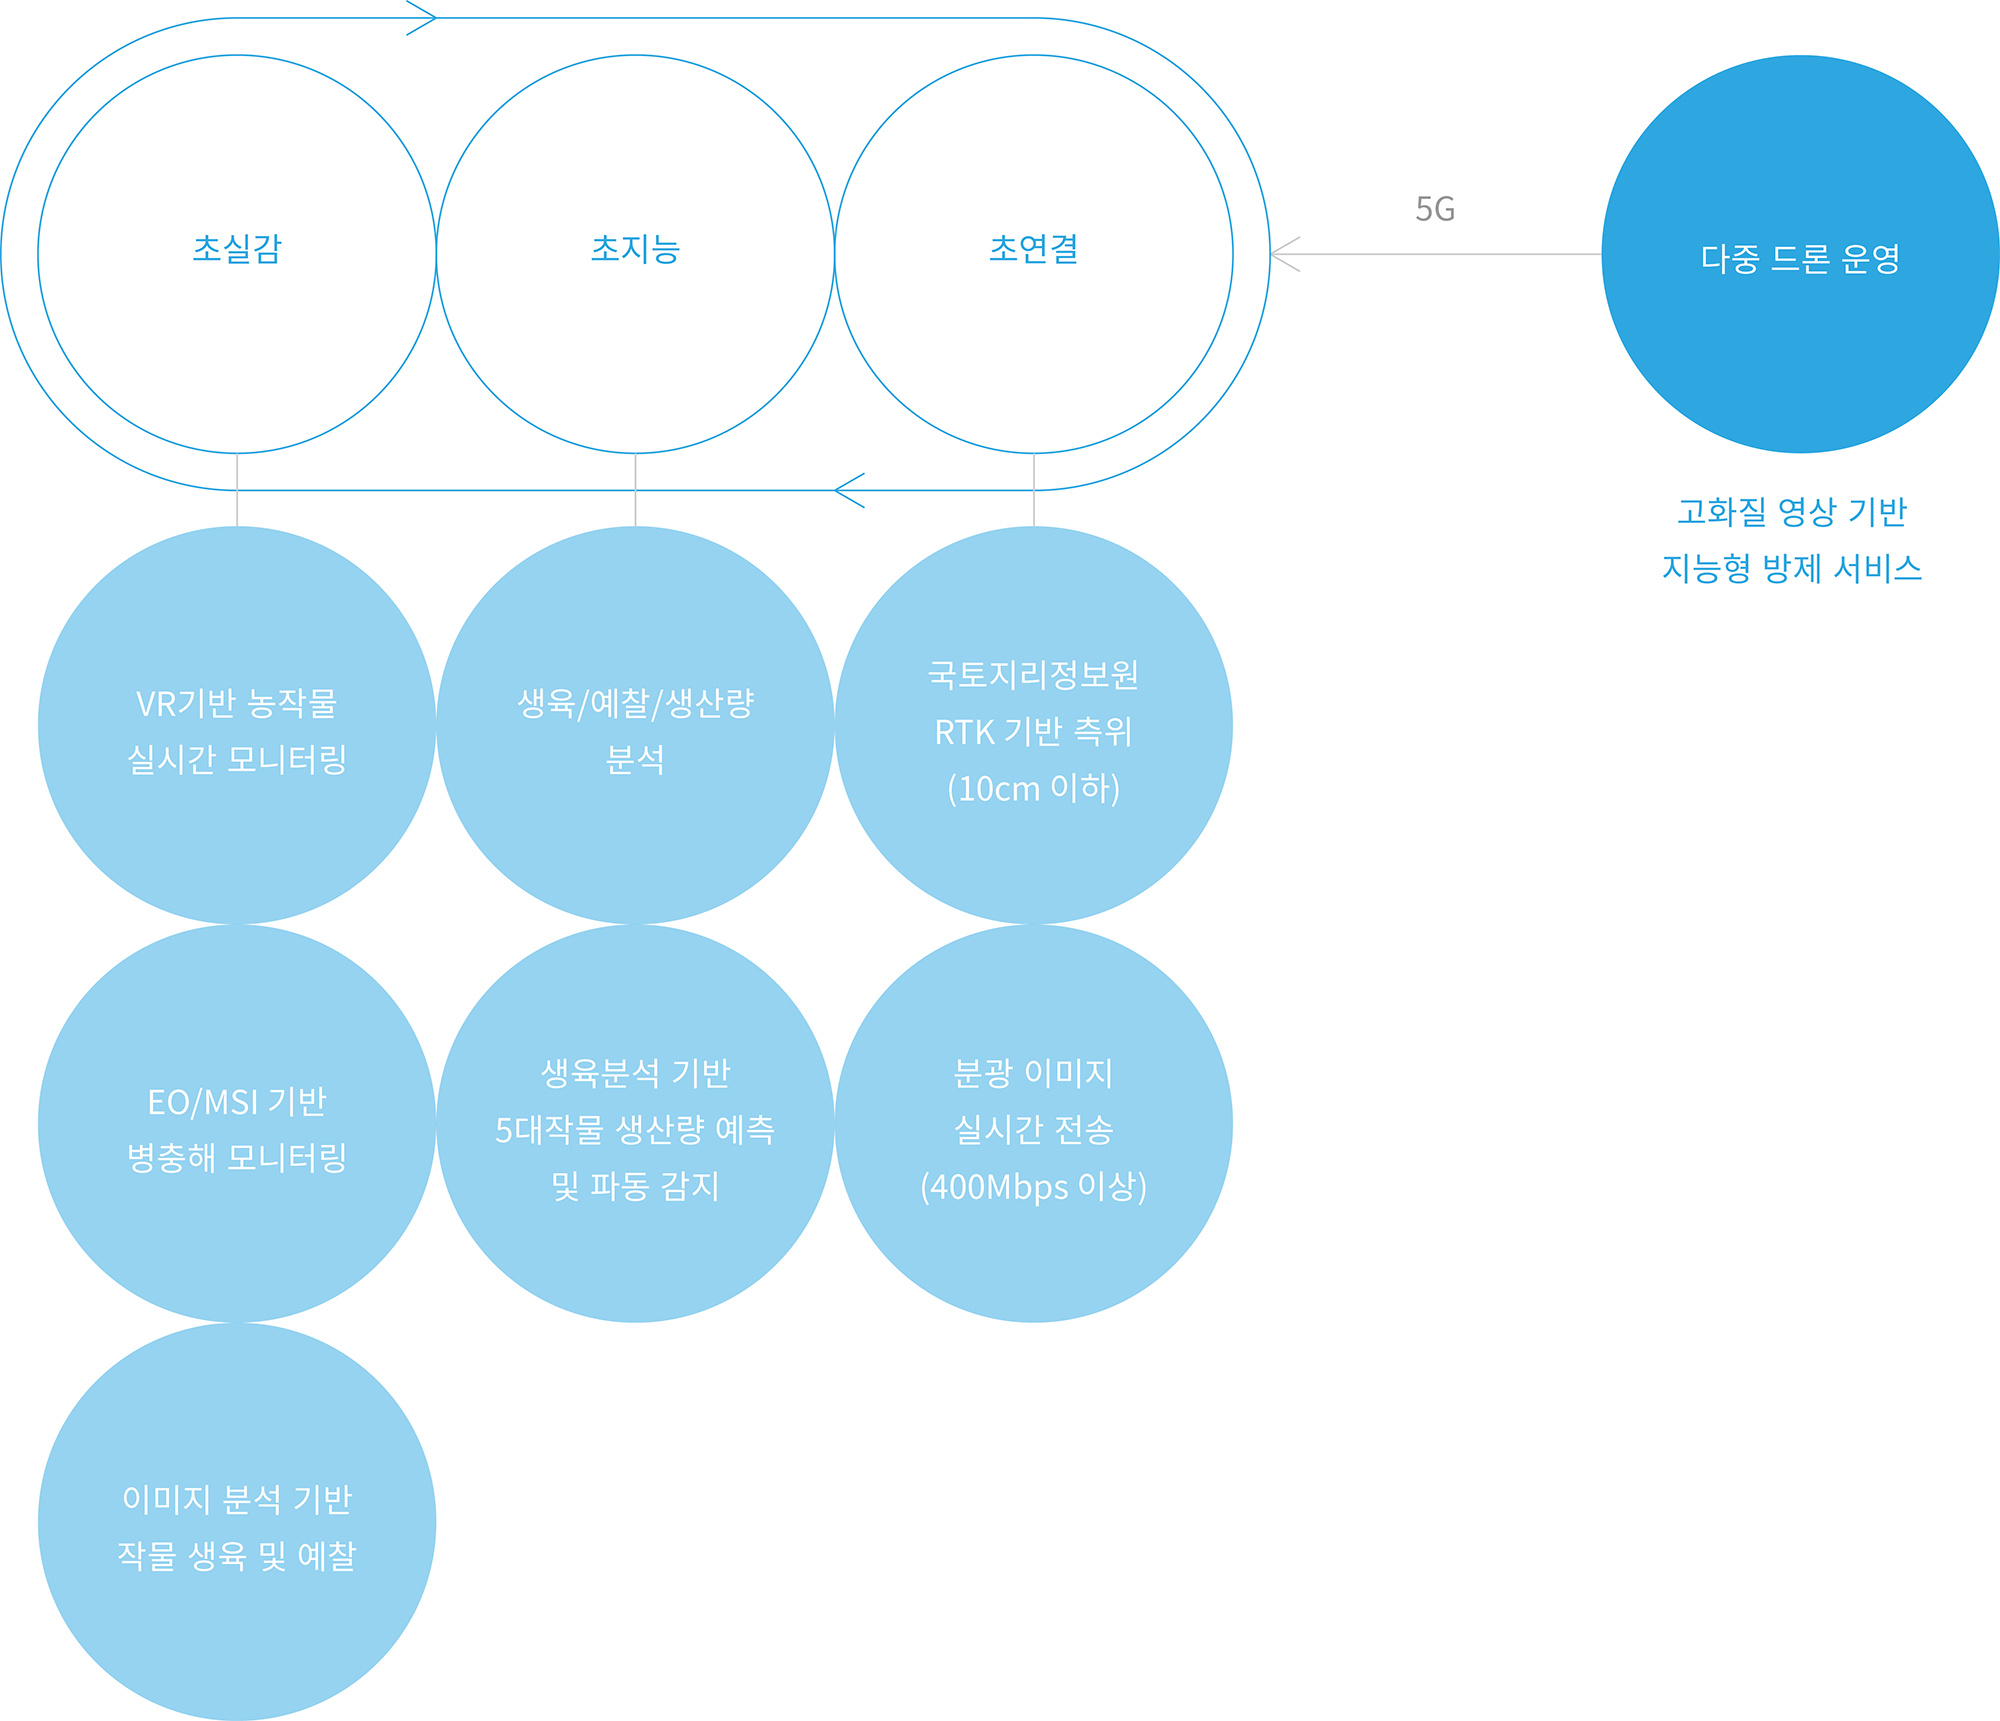 초실감
초지능
초연결
5G
다중 드론 운영
고화질 영상 기반
지능형 방제 서비스
VR기반 농작물
실시간 모니터링
생육/예찰/생산량
분석
국토지리정보원
RTK 기반 측위
(10cm 이하)
EO/MSI 기반
병충해 모니터링
생육분석 기반
5대작물 생산량 예측
및 파동 감지
분광 이미지
실시간 전송
(400Mbps 이상)
이미지 분석 기반
작물 생육 및 예찰